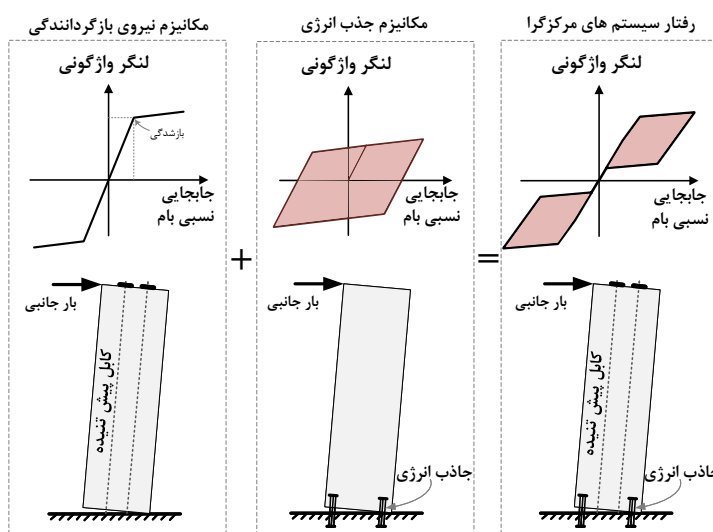 مکانیزم نیروی بازگردانندگی
لنگر واژگونی
بازشدگی
جابجایی
نسبی بام
بار جانبی
کابل پیش تنیده
+
مکانیزم جذب انرژی
لنگر واژگونی
جابجایی
نسبی بام
بار جانبی
جاذب انرژی
=
رفتار سیستم های مرکزگرا
لنگر واژگونی
جابجایی
نسبی بام
بار جانبی
کابل پیش تنیده
جاذب انرژی